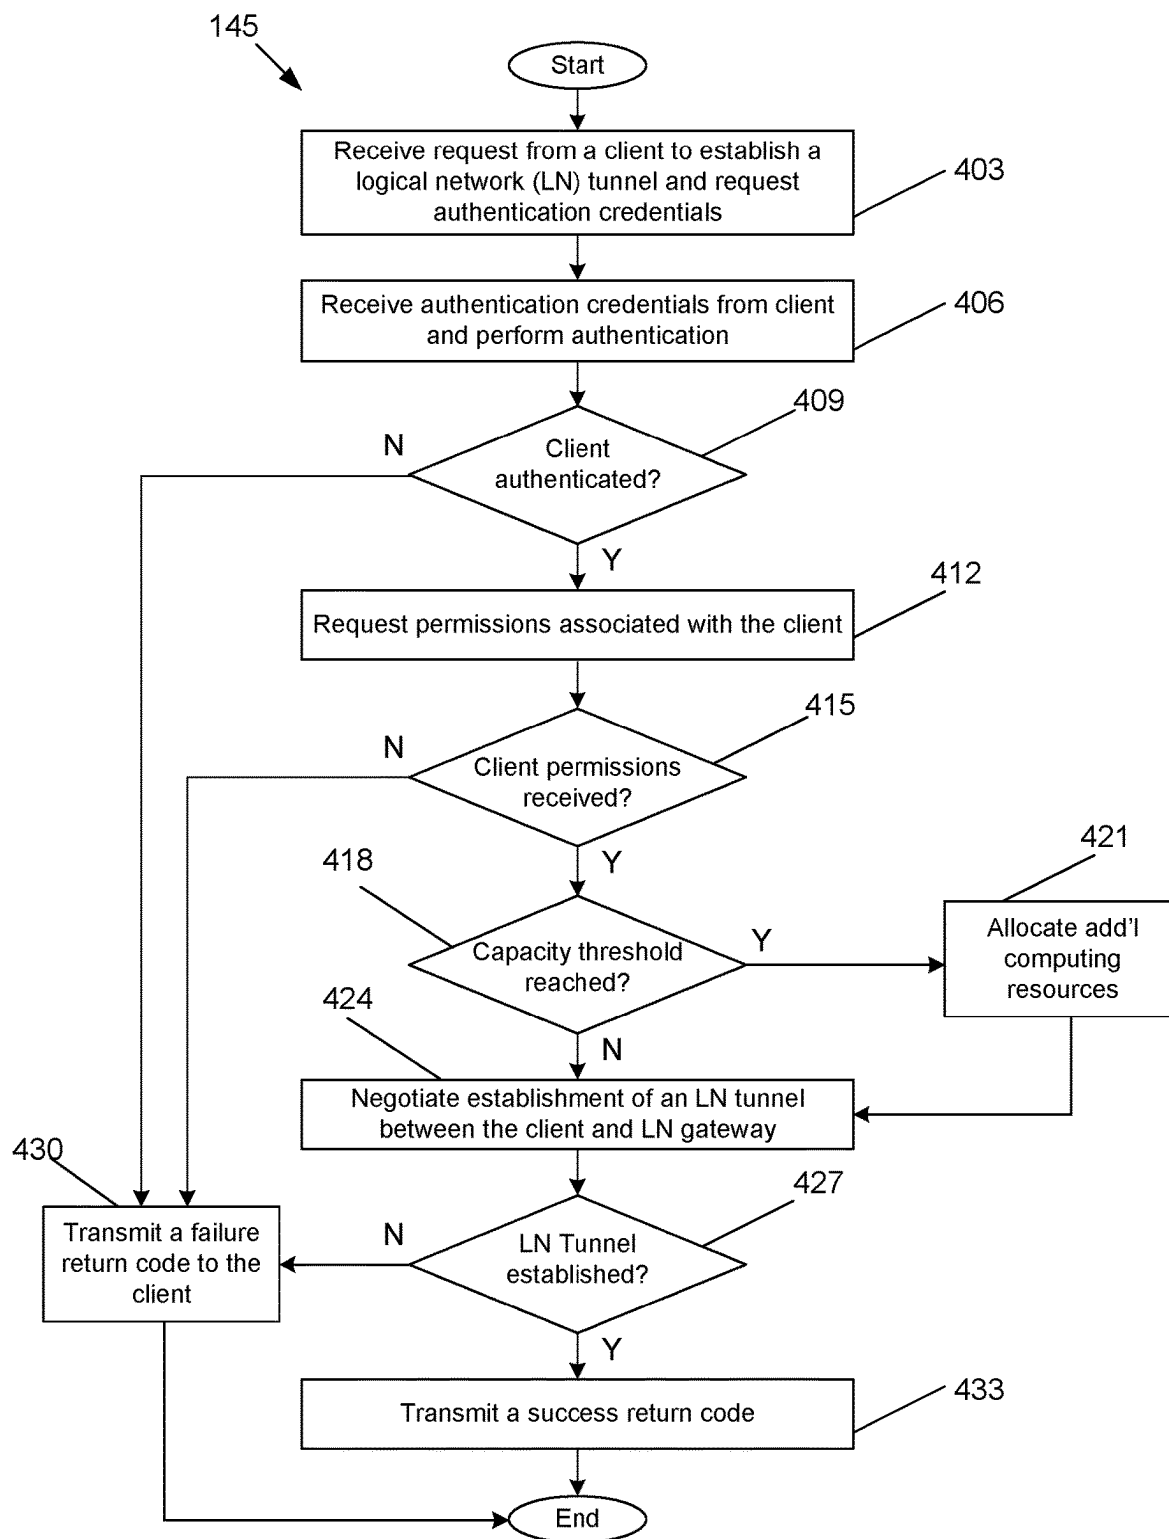 145
Start
Receive request from a client to establish a
logical network (LN) tunnel and request
authentication credentials
403
Receive authentication credentials from client
and perform authentication
406
409
N
Client
authenticated?
Y
412
Request permissions associated with the client
415
N
Client permissions
received?
Y
418
421
Capacity threshold
reached?
Y
Allocate add'l
computing
resources
424
N
Negotiate establishment of an LN tunnel
between the client and LN gateway
430
427
Transmit a failure
return code to the
client
N
LN Tunnel
established?
Y
433
Transmit a success return code
End